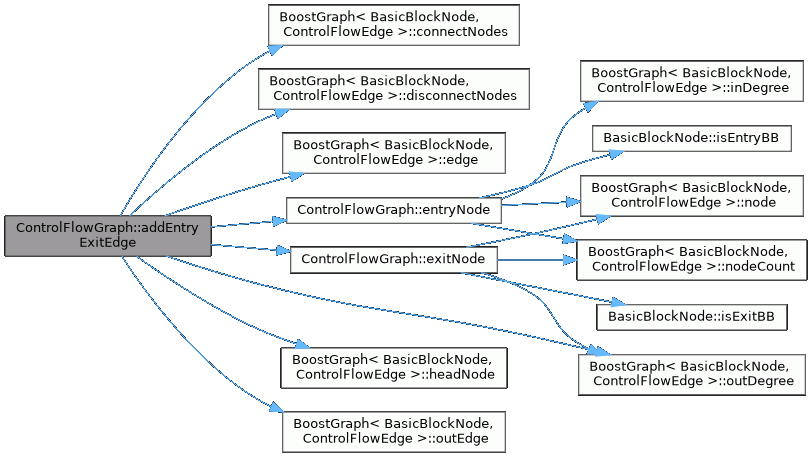 ControlFlowGraph::addEntry
ExitEdge
BoostGraph< BasicBlockNode,
ControlFlowEdge >::connectNodes
BoostGraph< BasicBlockNode,
ControlFlowEdge >::disconnectNodes
BoostGraph< BasicBlockNode,
ControlFlowEdge >::edge
ControlFlowGraph::entryNode
ControlFlowGraph::exitNode
BoostGraph< BasicBlockNode,
ControlFlowEdge >::headNode
BoostGraph< BasicBlockNode,
ControlFlowEdge >::outEdge
BoostGraph< BasicBlockNode,
ControlFlowEdge >::inDegree
BasicBlockNode::isEntryBB
BoostGraph< BasicBlockNode,
ControlFlowEdge >::node
BoostGraph< BasicBlockNode,
ControlFlowEdge >::nodeCount
BasicBlockNode::isExitBB
BoostGraph< BasicBlockNode,
ControlFlowEdge >::outDegree